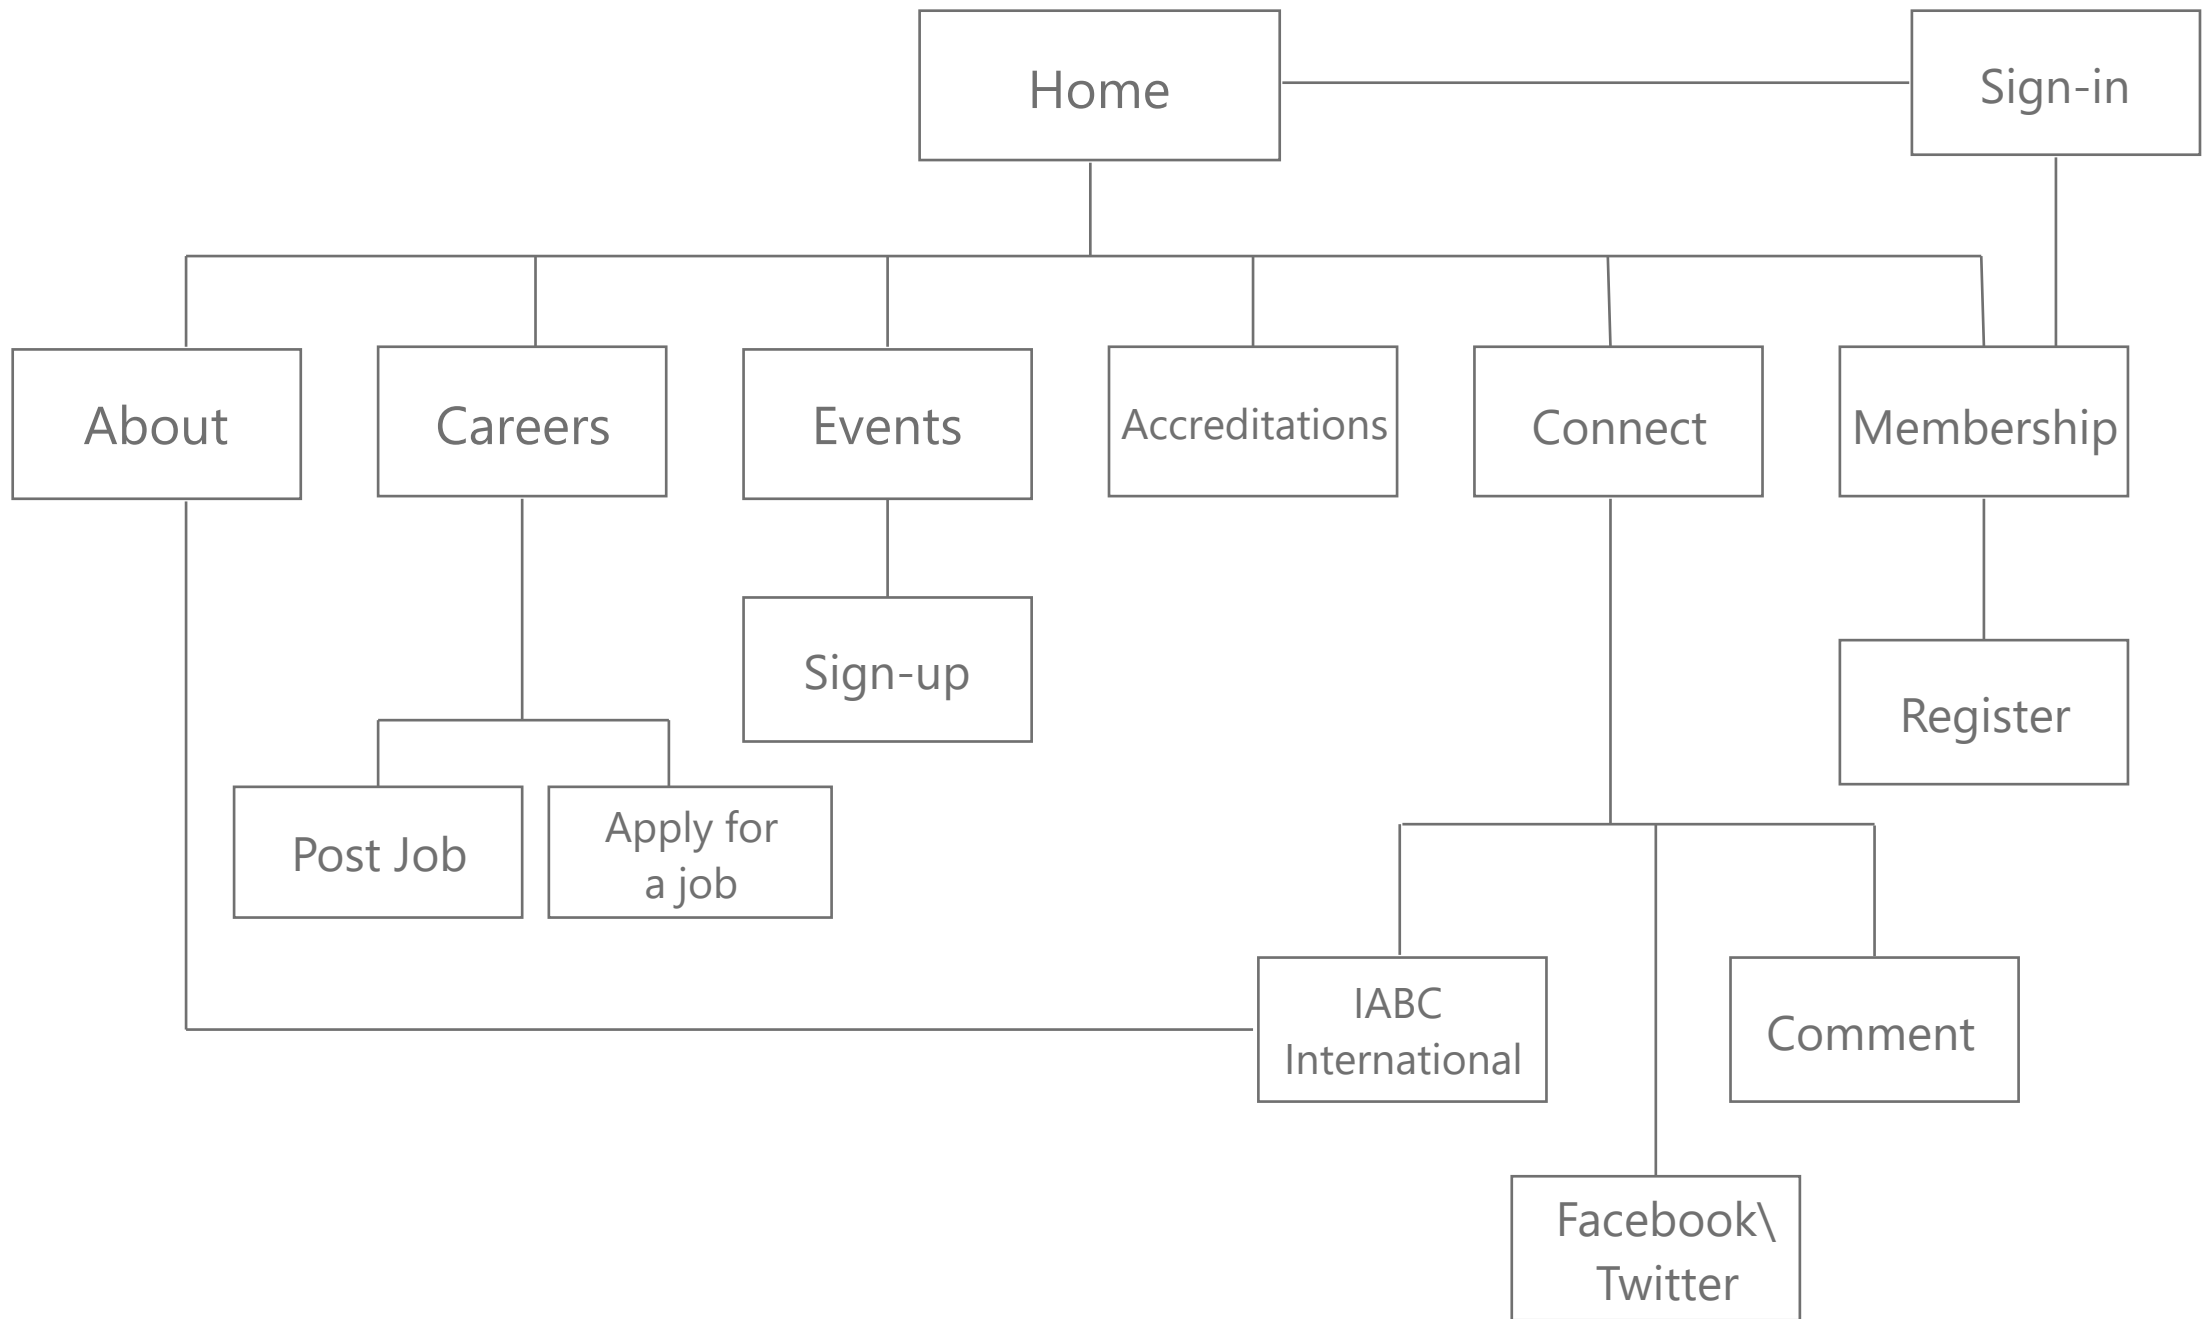 Home
Sign-in
About
Careers
Events
Accreditations
Connect
Membership
Sign-up
Register
Post Job
Apply for
a job
IABC
International
Comment
Facebook\
Twitter